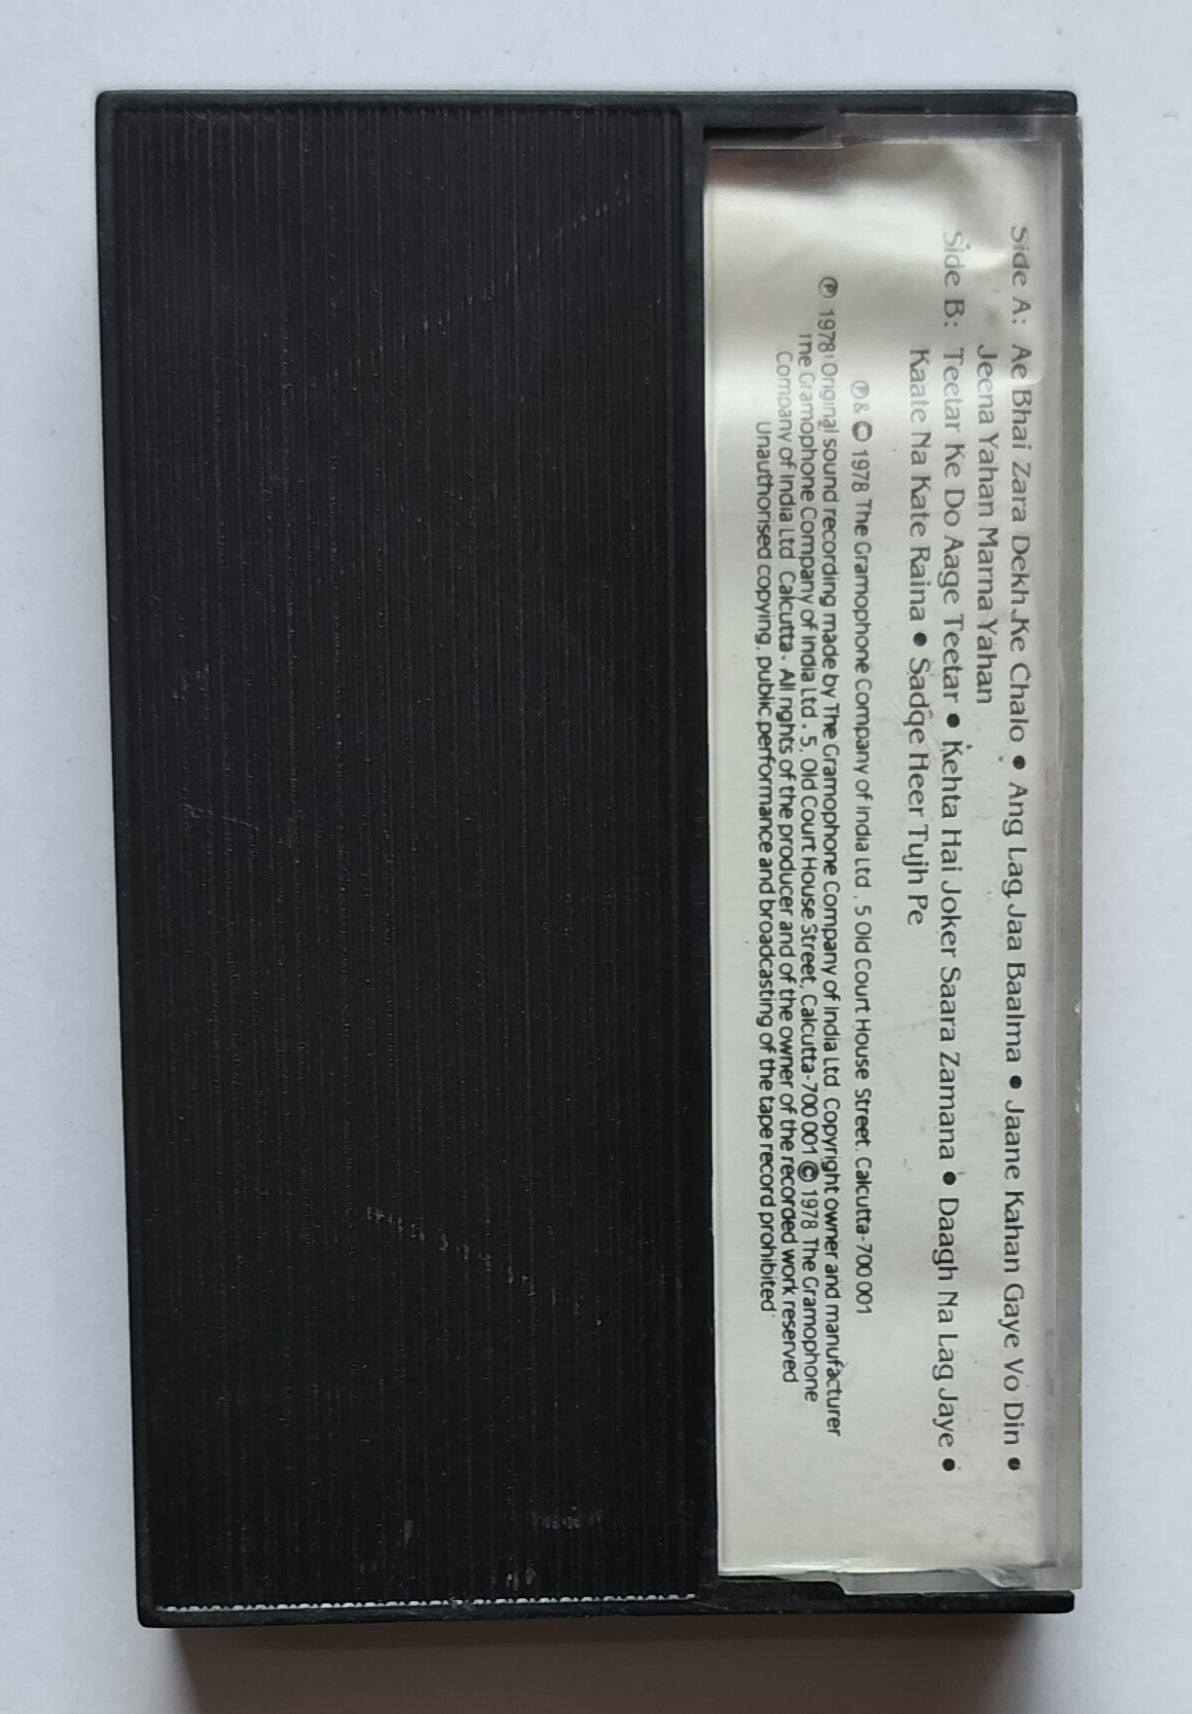 Side A: Ae Bhai Zara Dekh Ke Chalo • Ang Lag Jaa Baalma • Jaane Kahan Gaye Vo Din •
Jeena Yahan Marna Yahan
Side B: Teetar Ke Do Aage Teetar • Kehta Hai Joker Saara Zamana • Daagh Na Lag Jaye •
Kaate Na Kate Raina • Sadqe Heer Tujh Pe
℗ & © 1978 The Gramophone Company of India Ltd., 5 Old Court House Street, Calcutta-700 001
℗ 1978 Original sound recording made by The Gramophone Company of India Ltd. Copyright owner and manufacturer
The Gramophone Company of India Ltd., 5, Old Court House Street, Calcutta-700 001 © 1978 The Gramophone
Company of India Ltd. Calcutta. All rights of the producer and of the owner of the recorded work reserved
Unauthorised copying, public performance and broadcasting of the tape record prohibited